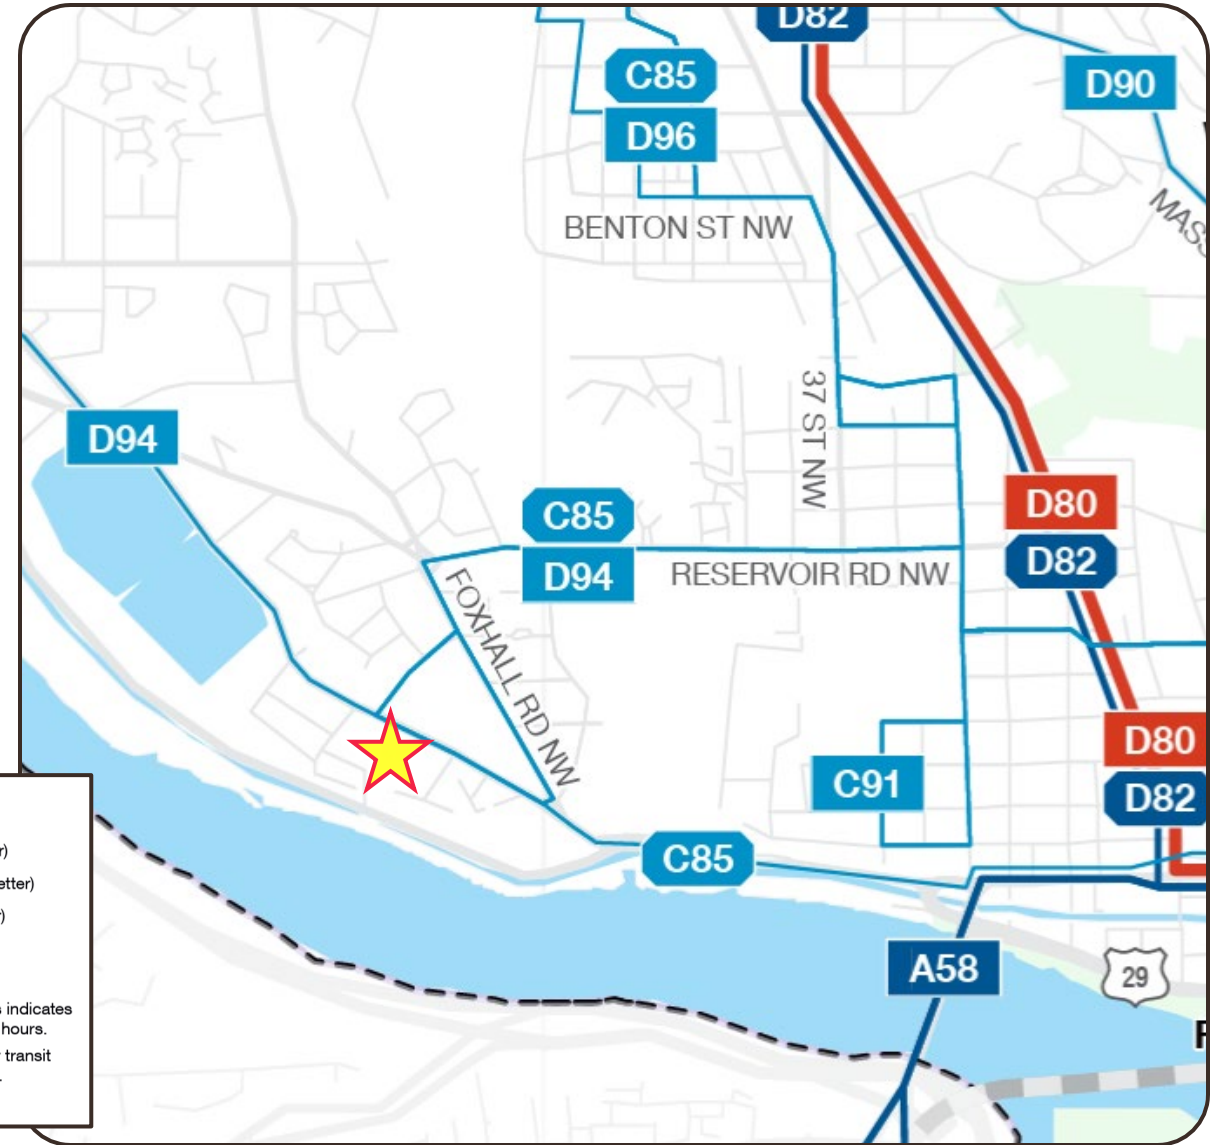 D82
C85
D96
D90
BENTON ST NW
MASS
D94
37 ST NW
C85
D94
RESERVOIR RD NW
D80
D82
FOXHALL RD NW
D80
D82
C91
C85
A58
29
r)
etter)
r)
s indicates
hours.
transit